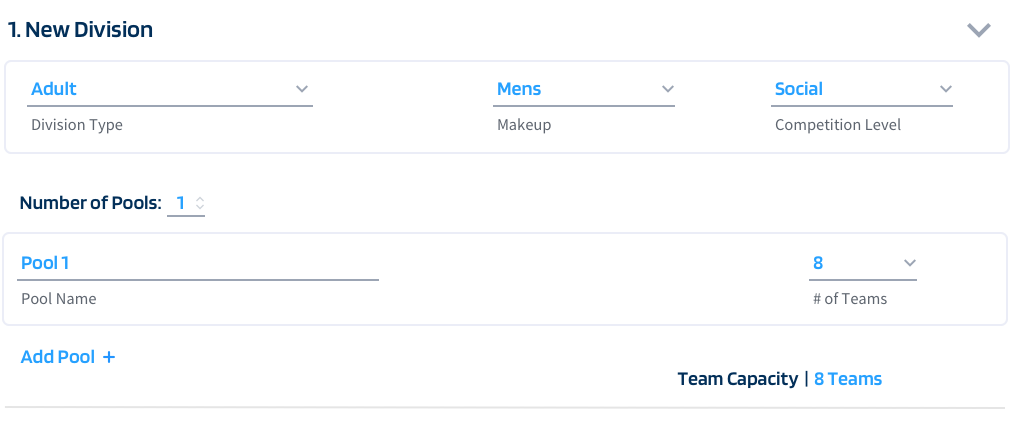 1. New Division
Adult Mens Social
Division Type Makeup Competition Level
Number of Pools: 1
Pool 1 8
Pool Name # of Teams
Add Pool +
Team Capacity | 8 Teams